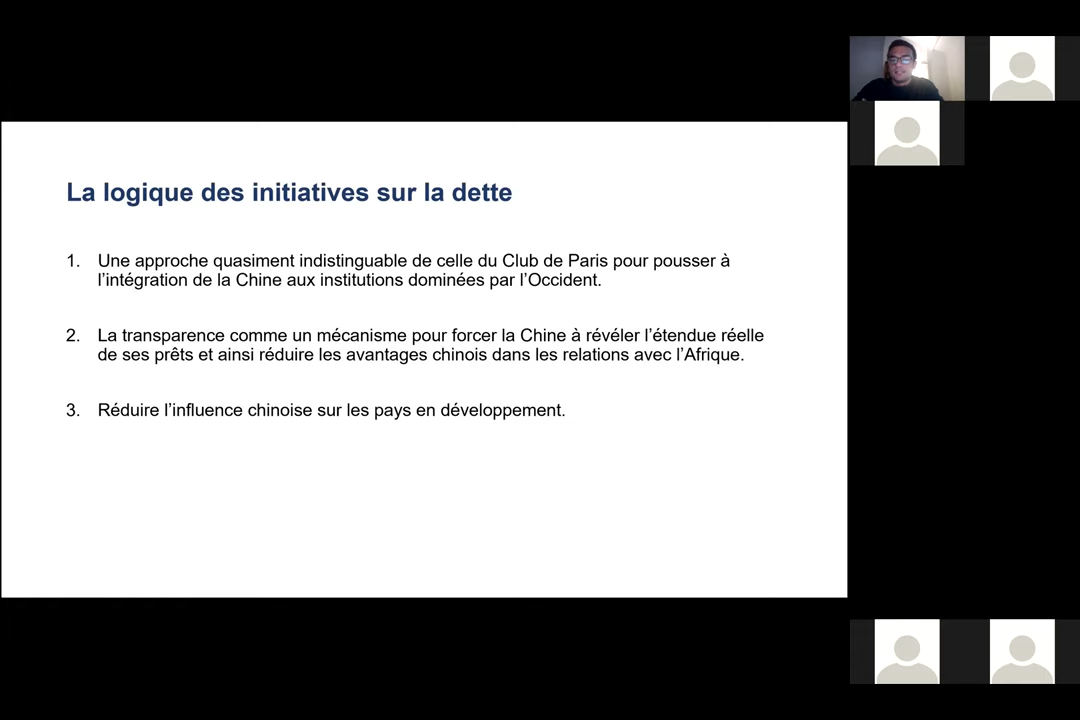 La logique des initiatives sur la dette
1. Une approche quasiment indistinguable de celle du Club de Paris pour pousser à
l’intégration de la Chine aux institutions dominées par l’Occident.
2. La transparence comme un mécanisme pour forcer la Chine à révéler l’étendue réelle
de ses prêts et ainsi réduire les avantages chinois dans les relations avec l’Afrique.
3. Réduire l’influence chinoise sur les pays en développement.